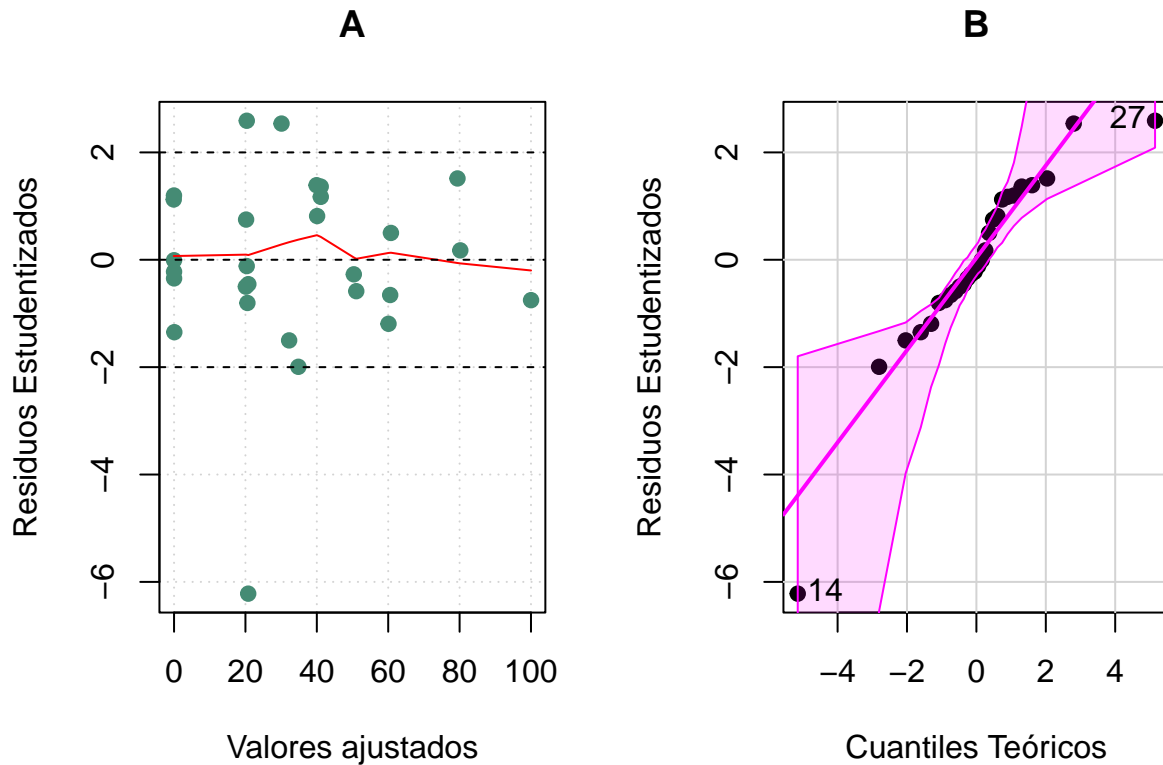 A
Residuos Estudentizados
2
0
−2
−4
−6
0 20 40 60 80 100
Valores ajustados
B
Residuos Estudentizados
2
0
−2
−4
−6
27
14
−4 −2 0 2 4
Cuantiles Teóricos